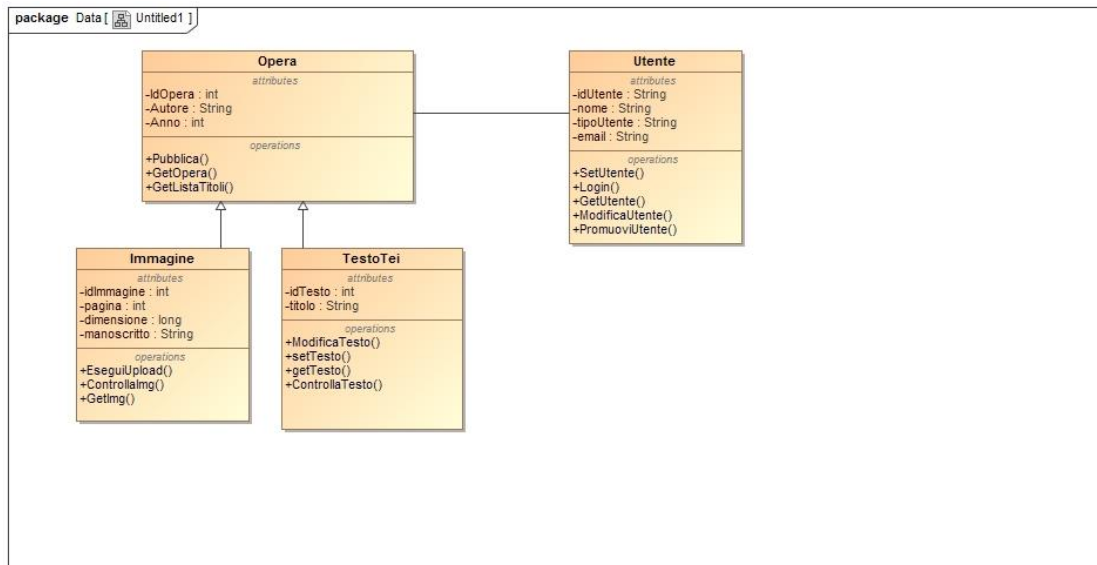 package Data [ Untitled1 ]
Opera
attributes
-IdOpera : int
-Autore : String
-Anno : int
operations
+Pubblica()
+GetOpera()
+GetListaTitoli()
Utente
attributes
-idUtente : String
-nome : String
-tipoUtente : String
-email : String
operations
+SetUtente()
+Login()
+GetUtente()
+ModificaUtente()
+PromuoviUtente()
Immagine
attributes
-idImmagine : int
-pagina : int
-dimensione : long
-manoscritto : String
operations
+EseguiUpload()
+ControllaImg()
+GetImg()
TestoTei
attributes
-idTesto : int
-titolo : String
operations
+ModificaTesto()
+setTesto()
+getTesto()
+ControllaTesto()